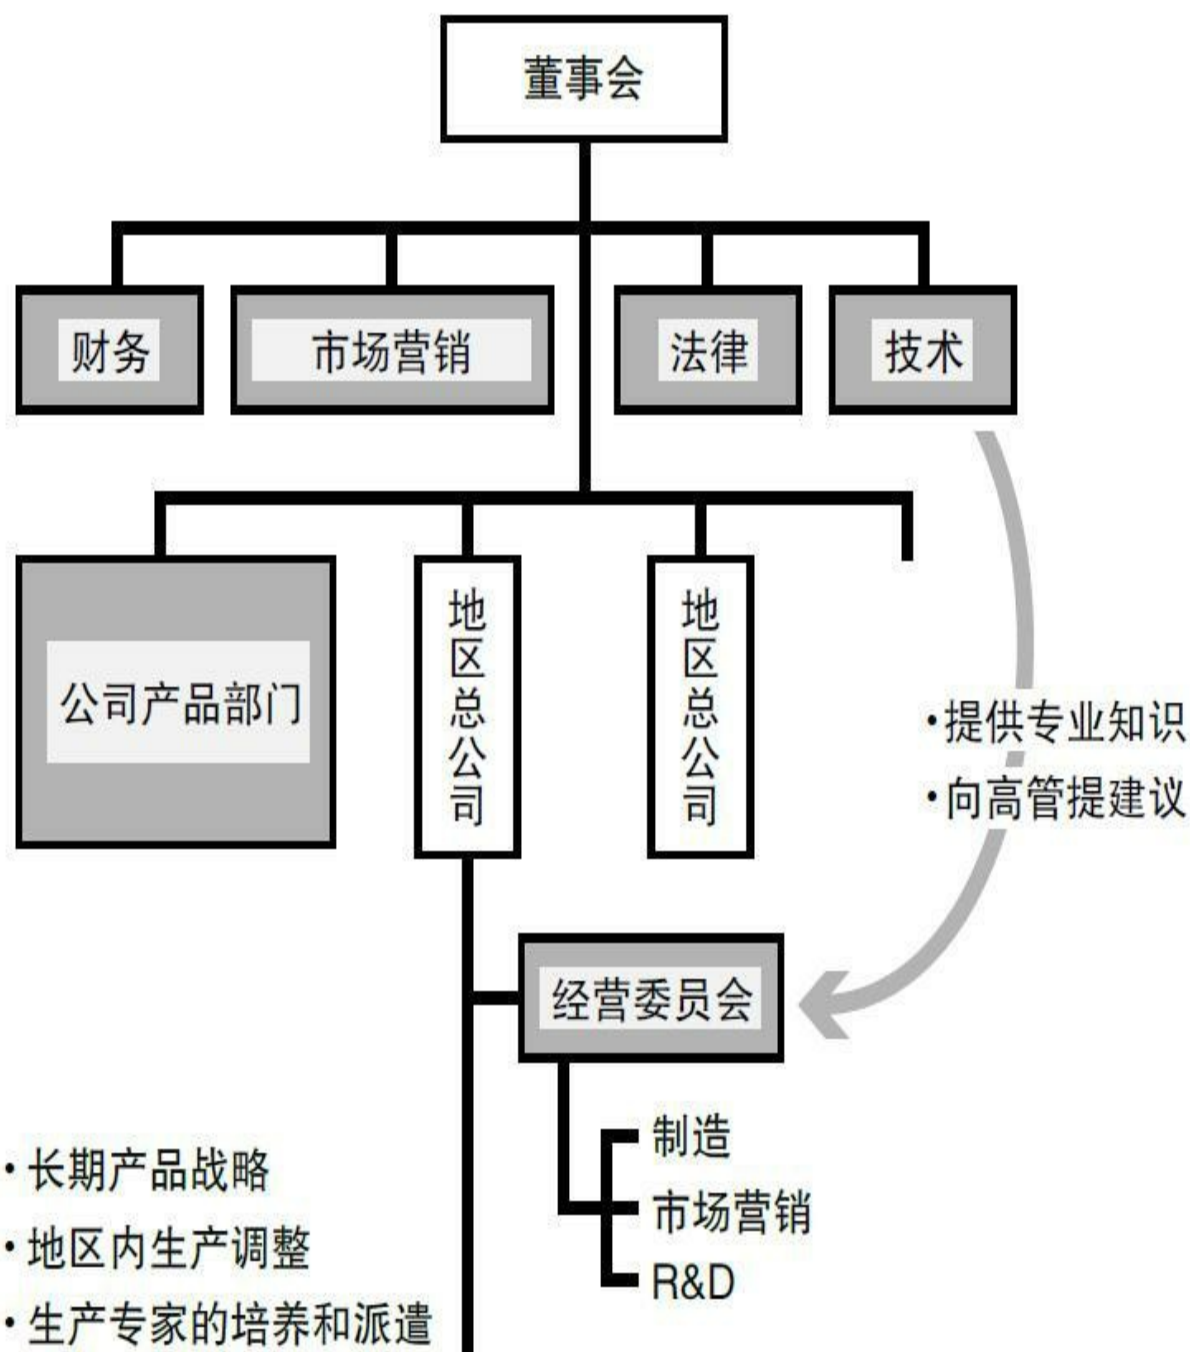 董事会
财务
市场营销
法律
技术
公司产品部门
地区总公司
地区总公司
·提供专业知识
·向高管提建议
经营委员会
制造
市场营销
R&D
·长期产品战略
·地区内生产调整
·生产专家的培养和派遣